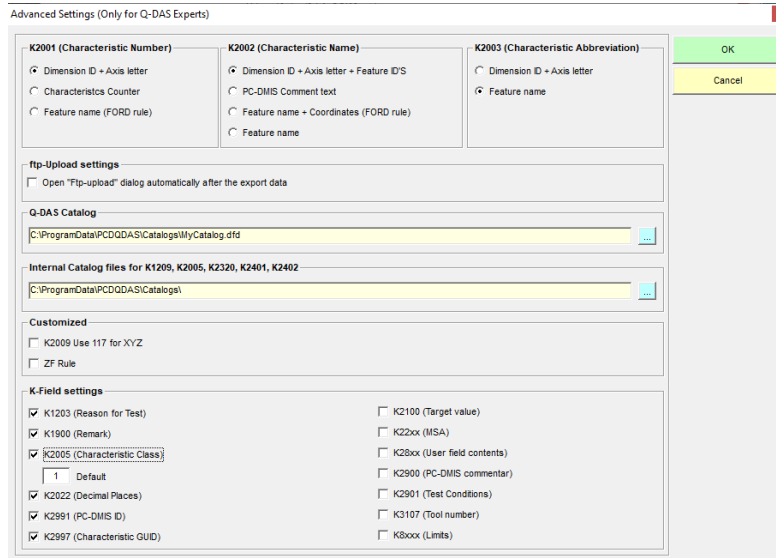 Advanced Settings (Only for Q-DAS Experts)
K2001 (Characteristic Number)
Dimension ID + Axis letter
Characteristcs Counter
Feature name (FORD rule)
K2002 (Characteristic Name)
Dimension ID + Axis letter + Feature ID'S
PC-DMIS Comment text
Feature name + Coordinates (FORD rule)
Feature name
K2003 (Characteristic Abbreviation)
Dimension ID + Axis letter
Feature name
OK
Cancel
ftp-Upload settings
Open "Ftp-upload" dialog automatically after the export data
Q-DAS Catalog
C:\ProgramData\PCDQDAS\Catalogs\MyCatalog.dfd
...
Internal Catalog files for K1209, K2005, K2320, K2401, K2402
C:\ProgramData\PCDQDAS\Catalogs\
...
Customized
K2009 Use 117 for XYZ
ZF Rule
K-Field settings
K1203 (Reason for Test)
K1900 (Remark)
K2005 (Characteristic Class)
1 Default
K2022 (Decimal Places)
K2991 (PC-DMIS ID)
K2997 (Characteristic GUID)
K2100 (Target value)
K22xx (MSA)
K28xx (User field contents)
K2900 (PC-DMIS commentar)
K2901 (Test Conditions)
K3107 (Tool number)
K8xxx (Limits)